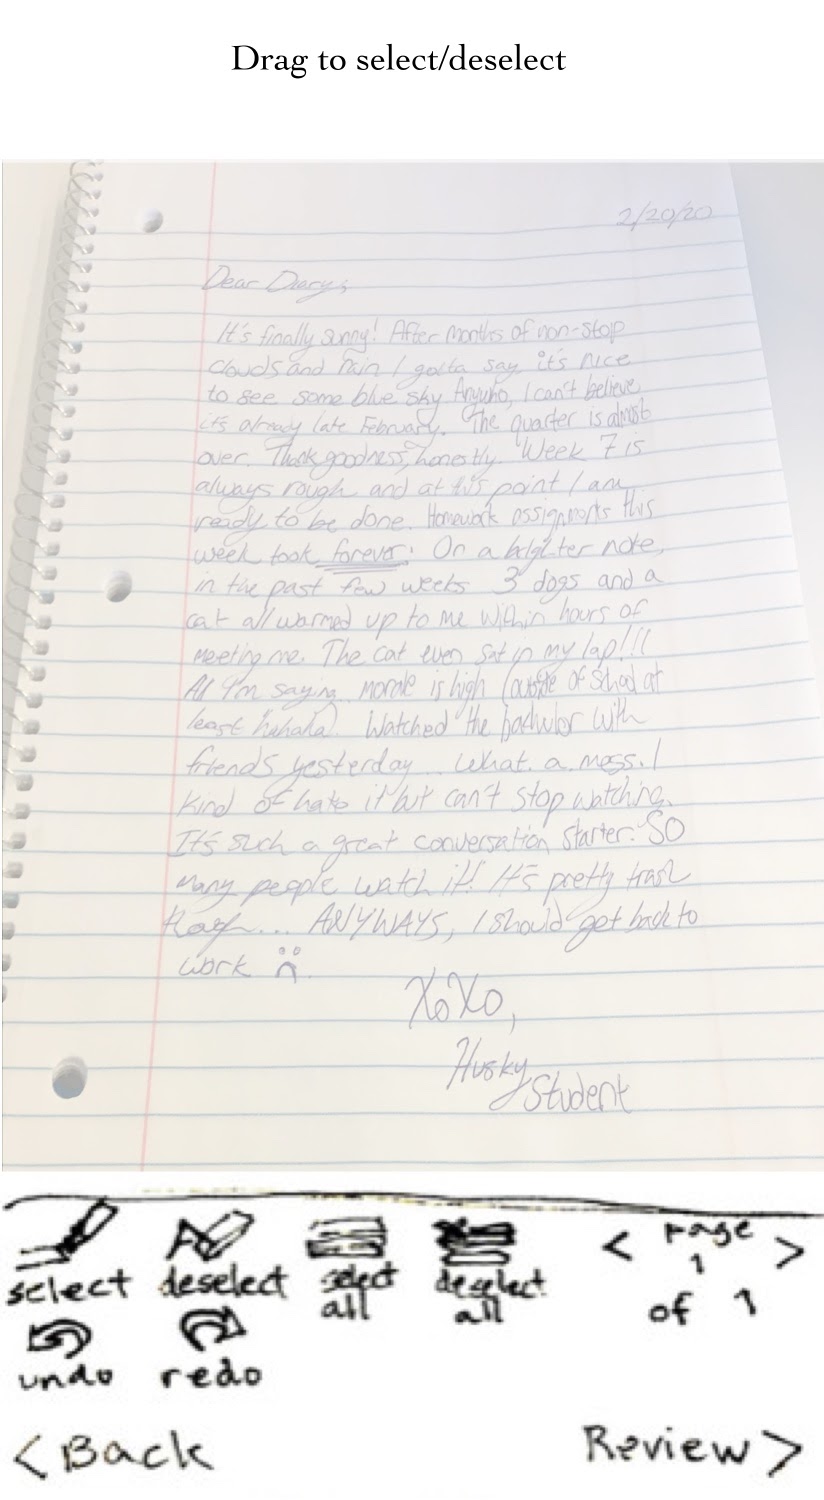 Drag to select/deselect
2/20/20
Dear Diary,
It's finally sunny! After months of non-stop
clouds and rain I gotta say it's nice
to see some blue sky. Anywho, I can't believe
it's already late February. The quarter is almost
over. Thank goodness, honestly. Week 7 is
always rough and at this point I am
ready to be done. Homework assignments this
week took forever. On a brighter note,
in the past few weeks 3 dogs and a
cat all warmed up to me within hours of
meeting me. The cat even sat in my lap!!!
All I'm saying morale is high (outside of school at
least hahaha). Watched the bachelor with
friends yesterday. What a mess. I
kind of hate it but can't stop watching.
It's such a great conversation starter. SO
many people watch it! It's pretty trash
... ANYWAYS, I should get back to
work
XoXo,
Husky
Student
select deselect select all deselect all < Page 1 of 1 >
undo redo
< Back Review >